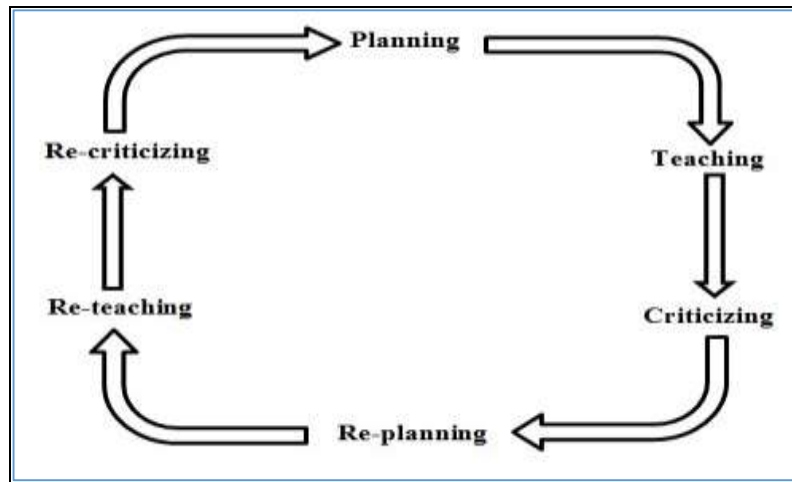 Planning
Teaching
Criticizing
Re-planning
Re-teaching
Re-criticizing